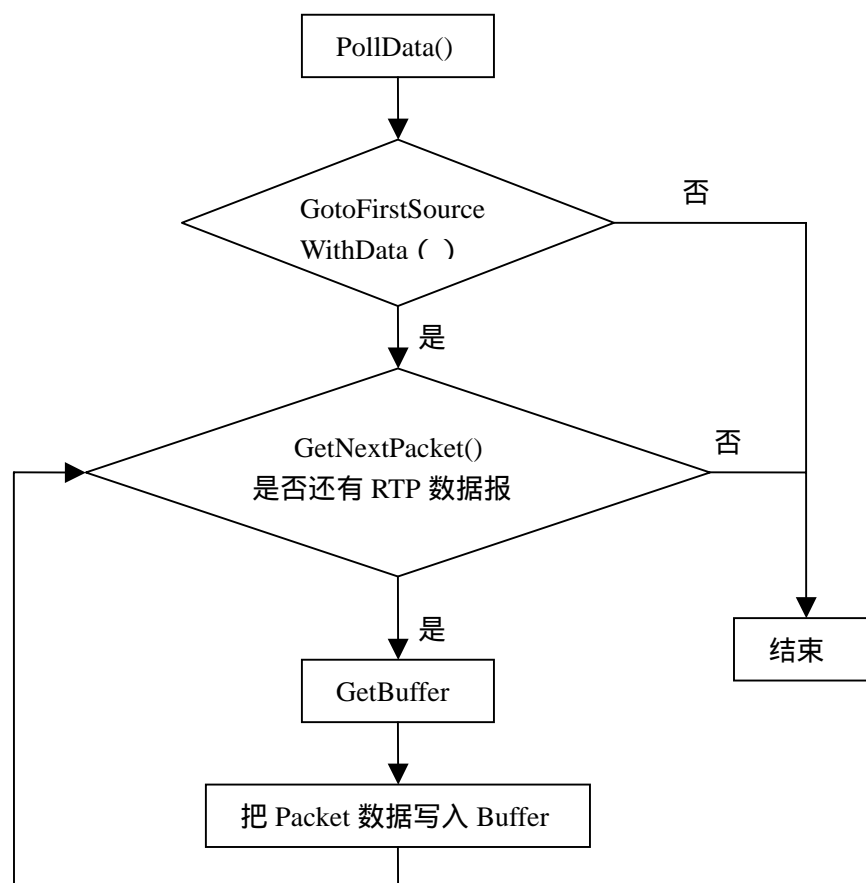 PollData()
否
GotoFirstSource
WithData（ ）
是
GetNextPacket()
否
是否还有 RTP 数据报
是
结束
GetBuffer
把 Packet 数据写入 Buffer